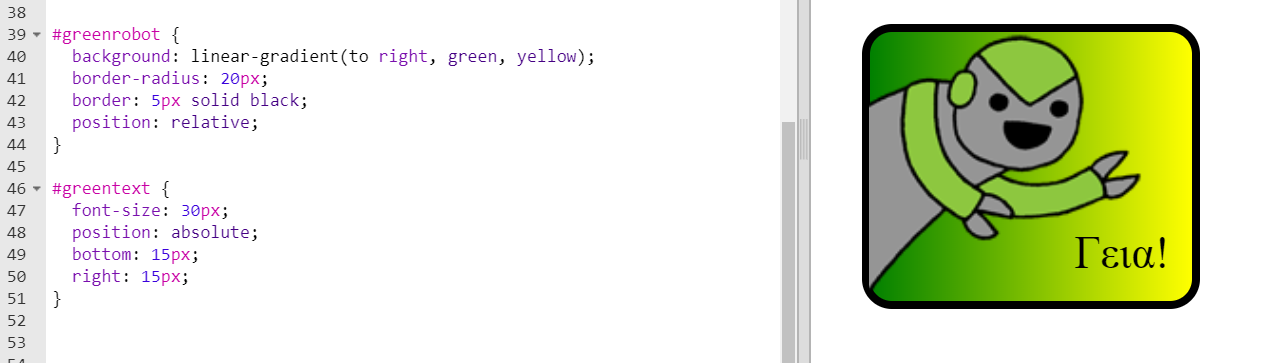 38
39 #greenrobot {
40 background: linear-gradient(to right, green, yellow);
41 border-radius: 20px;
42 border: 5px solid black;
43 position: relative;
44 }
45
46 #greentext {
47 font-size: 30px;
48 position: absolute;
49 bottom: 15px;
50 right: 15px;
51 }
52
53
Γεια!